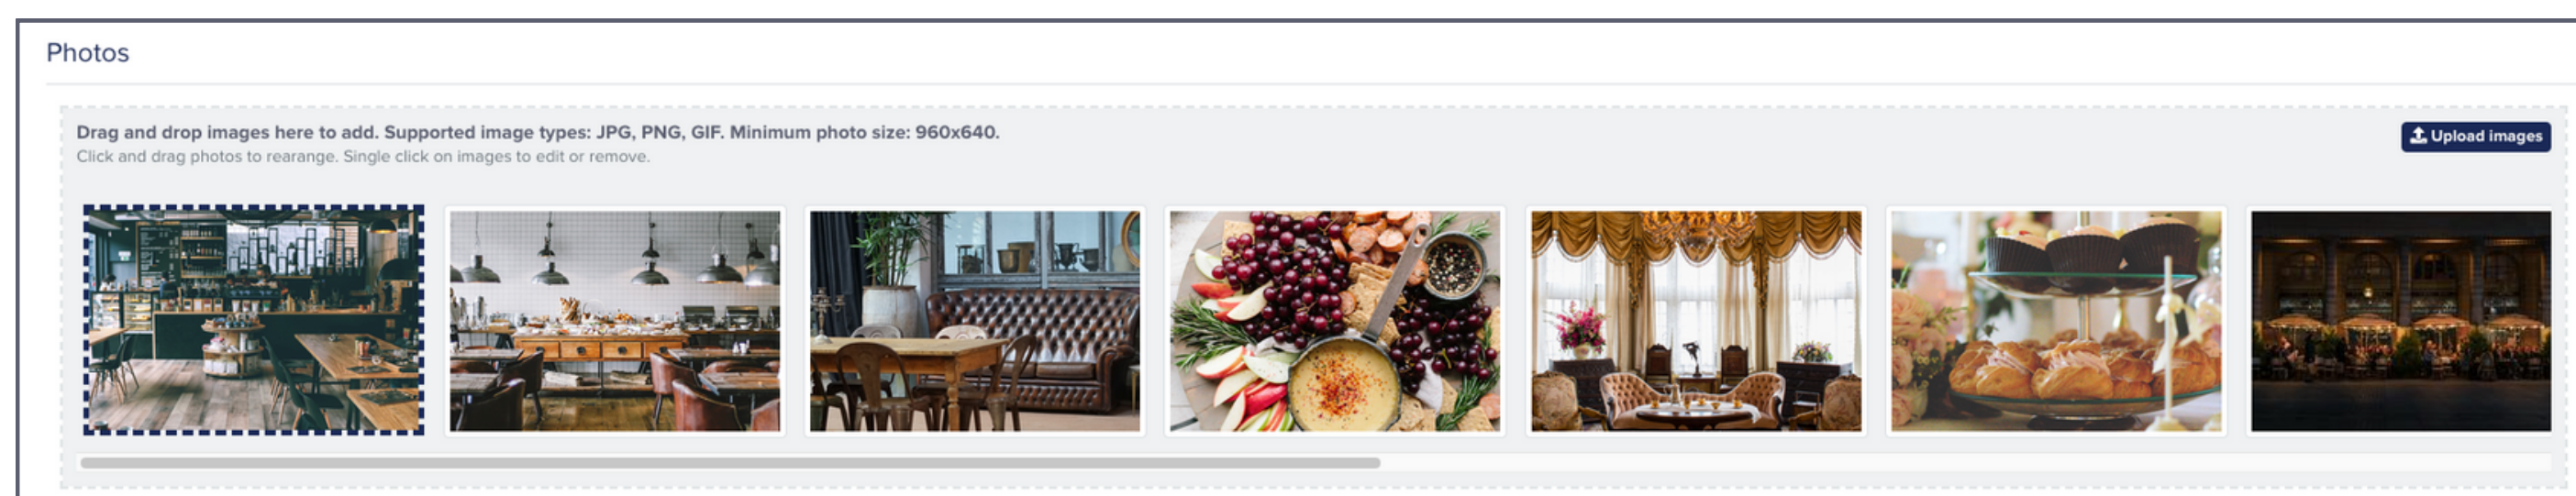 Photos
Drag and drop images here to add. Supported image types: JPG, PNG, GIF. Minimum photo size: 960x640.
Click and drag photos to rearange. Single click on images to edit or remove.
Upload images